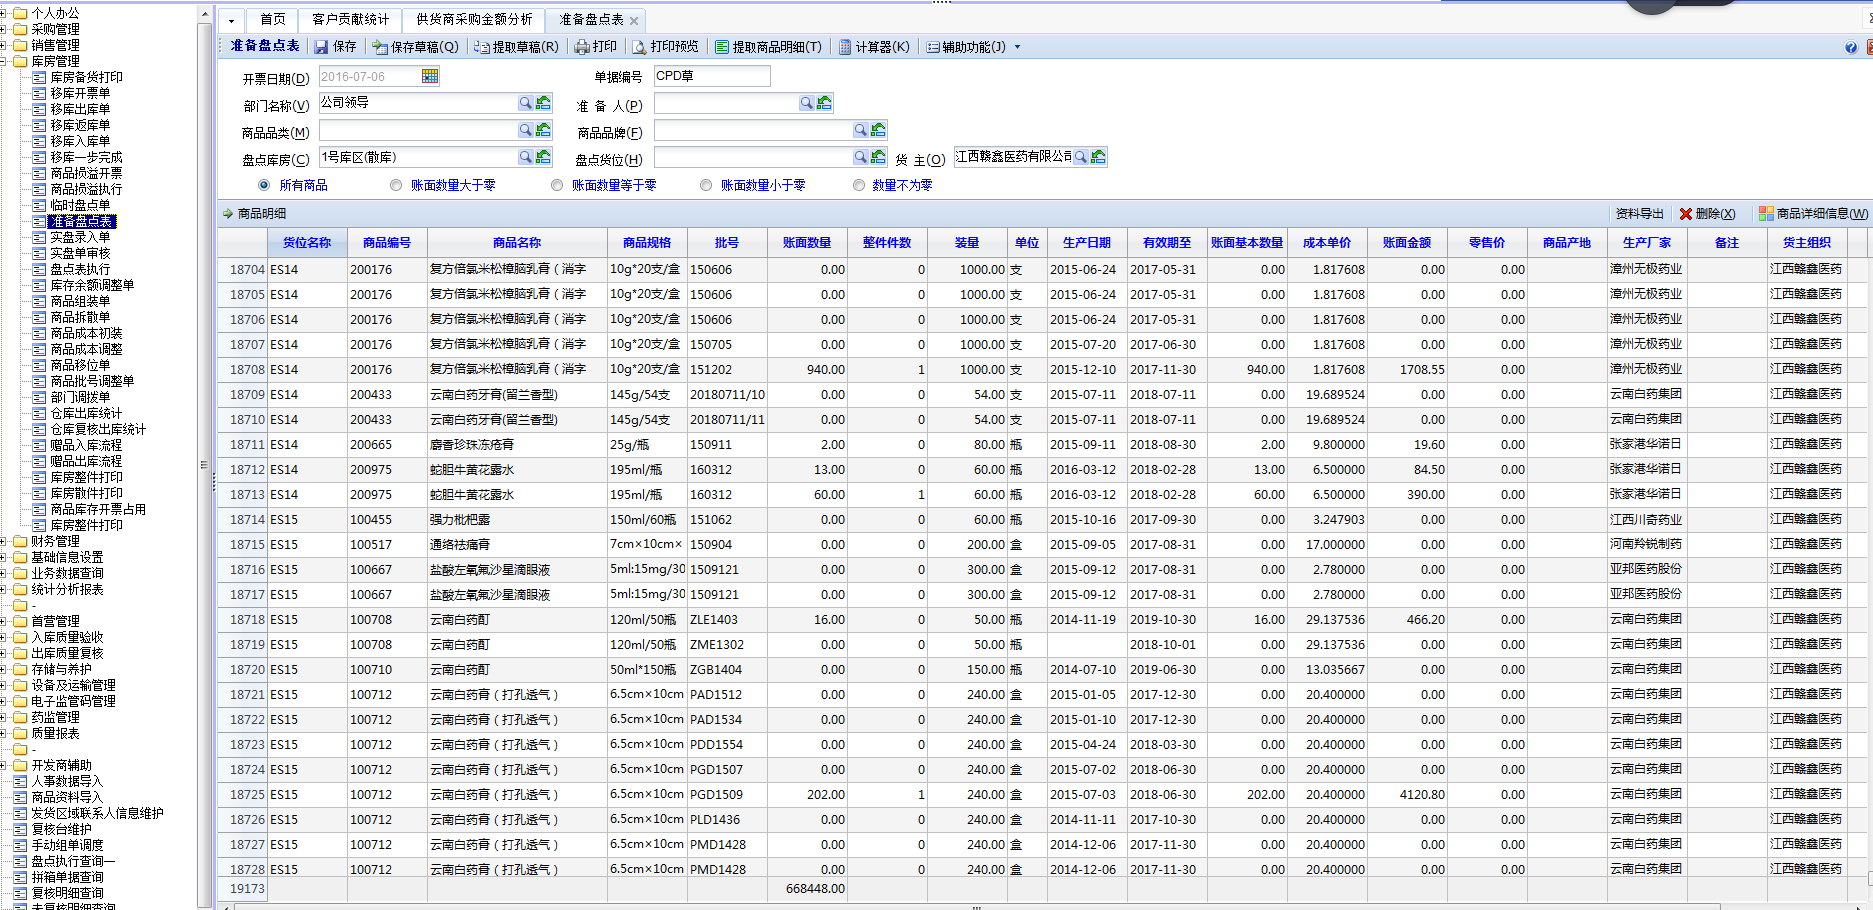 首页 客户贡献统计 供货商采购金额分析 准备盘点表
准备盘点表 保存 保存草稿(Q) 提取草稿(R) 打印 打印预览 提取商品明细(T) 计算器(K) 辅助功能(J)
个人办公
采购管理
销售管理
库房管理
库房备货打印
移库开票单
移库出库单
移库返库单
移库入库单
移库一步完成
商品损溢开票
商品损溢执行
临时盘点单
准备盘点表
实盘录入单
实盘单审核
盘点表执行
库存余额调整单
商品组装单
商品拆散单
商品成本初装
商品成本调整
商品移位单
商品批号调整单
部门调拨单
仓库出库统计
仓库复核出库统计
赠品入库流程
赠品出库流程
库房整件打印
库房散件打印
商品库存开票占用
库房整件打印
财务管理
基础信息设置
业务数据查询
统计分析报表
-
首营管理
入库质量验收
出库质量复核
存储与养护
设备及运输管理
电子监管码管理
药监管理
质量报表
-
开发商辅助
人事数据导入
商品资料导入
发货区域联系人信息维护
复核台维护
手动组单调度
盘点执行查询一
拼箱单据查询
复核明细查询
未复核明细查询
开票日期(D) 2016-07-06 单据编号 CPD草
部门名称(V) 公司领导 准 备 人(P)
商品品类(M) 商品品牌(F)
盘点库房(C) 1号库区(散库) 盘点货位(H) 货 主(O) 江西赣鑫医药有限公司
所有商品 账面数量大于零 账面数量等于零 账面数量小于零 数量不为零
商品明细 资料导出 删除(X) 商品详细信息(W)
货位名称 商品编号 商品名称 商品规格 批号 账面数量 整件件数 装量 单位 生产日期 有效期至 账面基本数量 成本单价 账面金额 零售价 商品产地 生产厂家 备注 货主组织
18704 ES14 200176 复方倍氯米松樟脑乳膏 ( 消字 10g*20支/盒 150606 0.00 0 1000.00 支 2015-06-24 2017-05-31 0.00 1.817608 0.00 0.00 漳州无极药业 江西赣鑫医药
18705 ES14 200176 复方倍氯米松樟脑乳膏 ( 消字 10g*20支/盒 150606 0.00 0 1000.00 支 2015-06-24 2017-05-31 0.00 1.817608 0.00 0.00 漳州无极药业 江西赣鑫医药
18706 ES14 200176 复方倍氯米松樟脑乳膏 ( 消字 10g*20支/盒 150606 0.00 0 1000.00 支 2015-06-24 2017-05-31 0.00 1.817608 0.00 0.00 漳州无极药业 江西赣鑫医药
18707 ES14 200176 复方倍氯米松樟脑乳膏 ( 消字 10g*20支/盒 150705 0.00 0 1000.00 支 2015-07-20 2017-06-30 0.00 1.817608 0.00 0.00 漳州无极药业 江西赣鑫医药
18708 ES14 200176 复方倍氯米松樟脑乳膏 ( 消字 10g*20支/盒 151202 940.00 1 1000.00 支 2015-12-10 2017-11-30 940.00 1.817608 1708.55 0.00 漳州无极药业 江西赣鑫医药
18709 ES14 200433 云南白药牙膏(留兰香型) 145g/54支 20180711/10 0.00 0 54.00 支 2015-07-11 2018-07-11 0.00 19.689524 0.00 0.00 云南白药集团 江西赣鑫医药
18710 ES14 200433 云南白药牙膏(留兰香型) 145g/54支 20180711/11 0.00 0 54.00 支 2015-07-11 2018-07-11 0.00 19.689524 0.00 0.00 云南白药集团 江西赣鑫医药
18711 ES14 200665 麝香珍珠冻疮膏 25g/瓶 150911 2.00 0 80.00 瓶 2015-09-11 2018-08-30 2.00 9.800000 19.60 0.00 张家港华诺日 江西赣鑫医药
18712 ES14 200975 蛇胆牛黄花露水 195ml/瓶 160312 13.00 0 60.00 瓶 2016-03-12 2018-02-28 13.00 6.500000 84.50 0.00 张家港华诺日 江西赣鑫医药
18713 ES14 200975 蛇胆牛黄花露水 195ml/瓶 160312 60.00 1 60.00 瓶 2016-03-12 2018-02-28 60.00 6.500000 390.00 0.00 张家港华诺日 江西赣鑫医药
18714 ES15 100455 强力枇杷露 150ml/60瓶 151062 0.00 0 60.00 瓶 2015-10-16 2017-09-30 0.00 3.247903 0.00 0.00 江西川奇药业 江西赣鑫医药
18715 ES15 100517 通络祛痛膏 7cm×10cm× 150904 0.00 0 200.00 盒 2015-09-05 2017-08-31 0.00 17.000000 0.00 0.00 河南羚锐制药 江西赣鑫医药
18716 ES15 100667 盐酸左氧氟沙星滴眼液 5ml:15mg/30 1509121 0.00 0 300.00 盒 2015-09-12 2017-08-31 0.00 2.780000 0.00 0.00 亚邦医药股份 江西赣鑫医药
18717 ES15 100667 盐酸左氧氟沙星滴眼液 5ml:15mg/30 1509121 0.00 0 300.00 盒 2015-09-12 2017-08-31 0.00 2.780000 0.00 0.00 亚邦医药股份 江西赣鑫医药
18718 ES15 100708 云南白药酊 120ml/50瓶 ZLE1403 16.00 0 50.00 瓶 2014-11-19 2019-10-30 16.00 29.137536 466.20 0.00 云南白药集团 江西赣鑫医药
18719 ES15 100708 云南白药酊 120ml/50瓶 ZME1302 0.00 0 50.00 瓶 2018-10-01 0.00 29.137536 0.00 0.00 云南白药集团 江西赣鑫医药
18720 ES15 100710 云南白药酊 50ml*150瓶 ZGB1404 0.00 0 150.00 瓶 2014-07-10 2019-06-30 0.00 13.035667 0.00 0.00 云南白药集团 江西赣鑫医药
18721 ES15 100712 云南白药膏 ( 打孔透气 ) 6.5cm×10cm PAD1512 0.00 0 240.00 盒 2015-01-05 2017-12-30 0.00 20.400000 0.00 0.00 云南白药集团 江西赣鑫医药
18722 ES15 100712 云南白药膏 ( 打孔透气 ) 6.5cm×10cm PAD1534 0.00 0 240.00 盒 2015-01-10 2017-12-30 0.00 20.400000 0.00 0.00 云南白药集团 江西赣鑫医药
18723 ES15 100712 云南白药膏 ( 打孔透气 ) 6.5cm×10cm PDD1554 0.00 0 240.00 盒 2015-04-24 2018-03-30 0.00 20.400000 0.00 0.00 云南白药集团 江西赣鑫医药
18724 ES15 100712 云南白药膏 ( 打孔透气 ) 6.5cm×10cm PGD1507 0.00 0 240.00 盒 2015-07-02 2018-06-30 0.00 20.400000 0.00 0.00 云南白药集团 江西赣鑫医药
18725 ES15 100712 云南白药膏 ( 打孔透气 ) 6.5cm×10cm PGD1509 202.00 1 240.00 盒 2015-07-03 2018-06-30 202.00 20.400000 4120.80 0.00 云南白药集团 江西赣鑫医药
18726 ES15 100712 云南白药膏 ( 打孔透气 ) 6.5cm×10cm PLD1436 0.00 0 240.00 盒 2014-11-11 2017-10-30 0.00 20.400000 0.00 0.00 云南白药集团 江西赣鑫医药
18727 ES15 100712 云南白药膏 ( 打孔透气 ) 6.5cm×10cm PMD1428 0.00 0 240.00 盒 2014-12-06 2017-11-30 0.00 20.400000 0.00 0.00 云南白药集团 江西赣鑫医药
18728 ES15 100712 云南白药膏 ( 打孔透气 ) 6.5cm×10cm PMD1428 0.00 0 240.00 盒 2014-12-06 2017-11-30 0.00 20.400000 0.00 0.00 云南白药集团 江西赣鑫医药
19173 668448.00